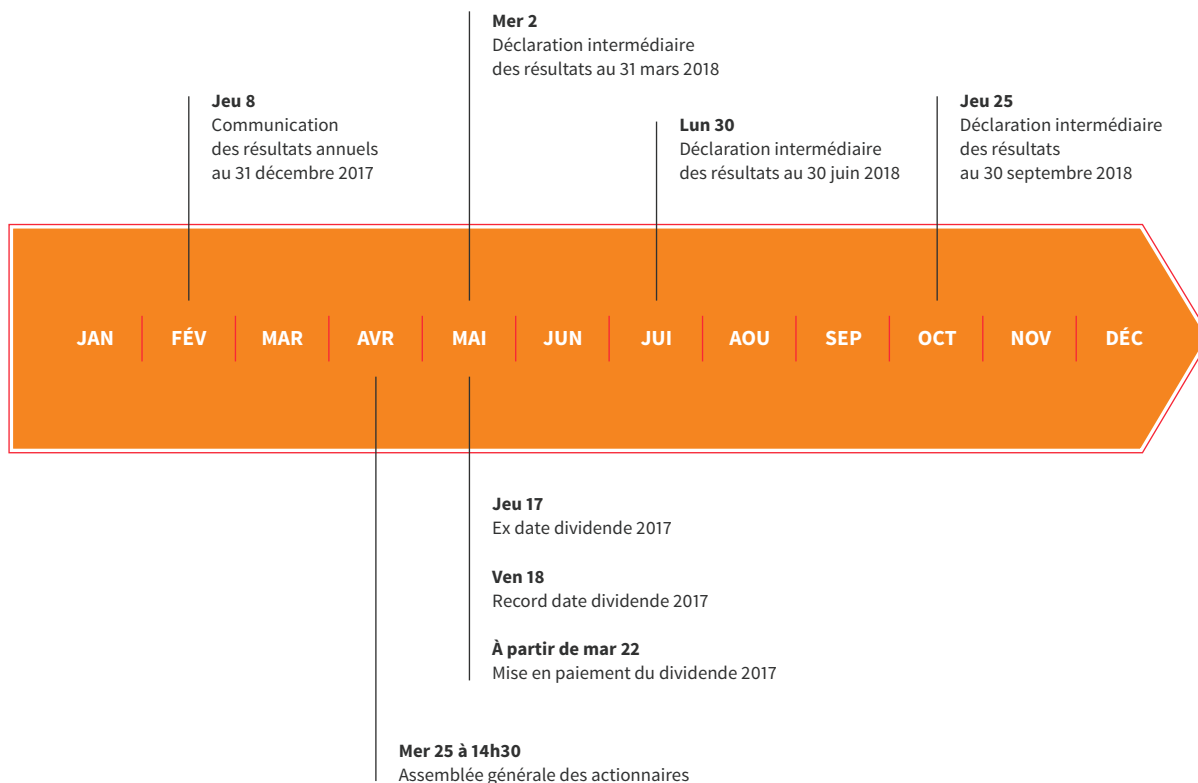 Mer 2
Déclaration intermédiaire
des résultats au 31 mars 2018
Jeu 8
Communication
des résultats annuels
au 31 décembre 2017
Lun 30
Déclaration intermédiaire
des résultats au 30 juin 2018
Jeu 25
Déclaration intermédiaire
des résultats
au 30 septembre 2018
JAN FÉV MAR AVR MAI JUN JUI AOU SEP OCT NOV DÉC
Jeu 17
Ex date dividende 2017
Ven 18
Record date dividende 2017
À partir de mar 22
Mise en paiement du dividende 2017
Mer 25 à 14h30
Assemblée générale des actionnaires